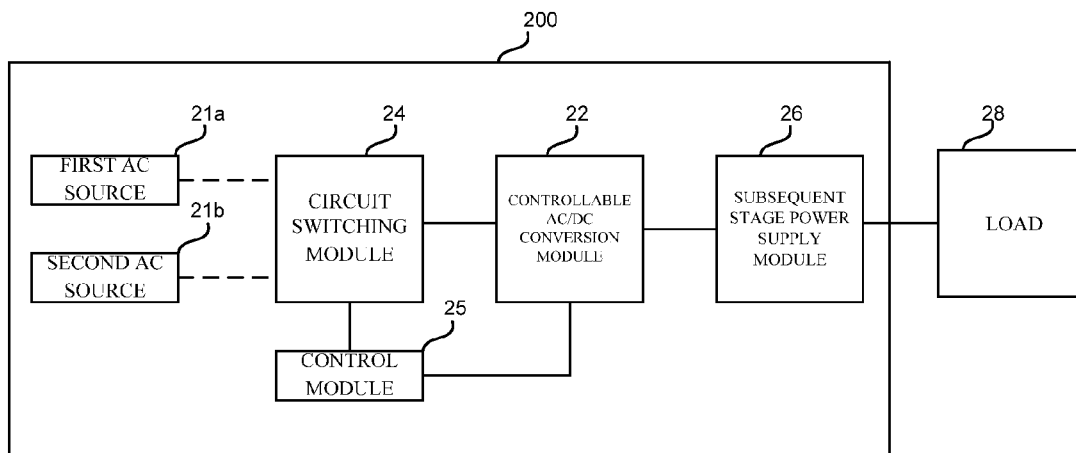 200
21a
FIRST AC
SOURCE
21b
SECOND AC
SOURCE
24
CIRCUIT
SWITCHING
MODULE
25
CONTROL
MODULE
22
CONTROLLABLE
AC/DC
CONVERSION
MODULE
26
SUBSEQUENT
STAGE POWER
SUPPLY
MODULE
28
LOAD